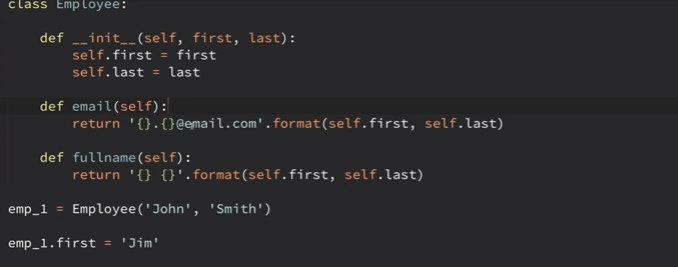 class Employee:
    def __init__(self, first, last):
        self.first = first
        self.last = last
    def email(self):
        return '{}.{}@email.com'.format(self.first, self.last)
    def fullname(self):
        return '{} {}'.format(self.first, self.last)
emp_1 = Employee('John', 'Smith')
emp_1.first = 'Jim'